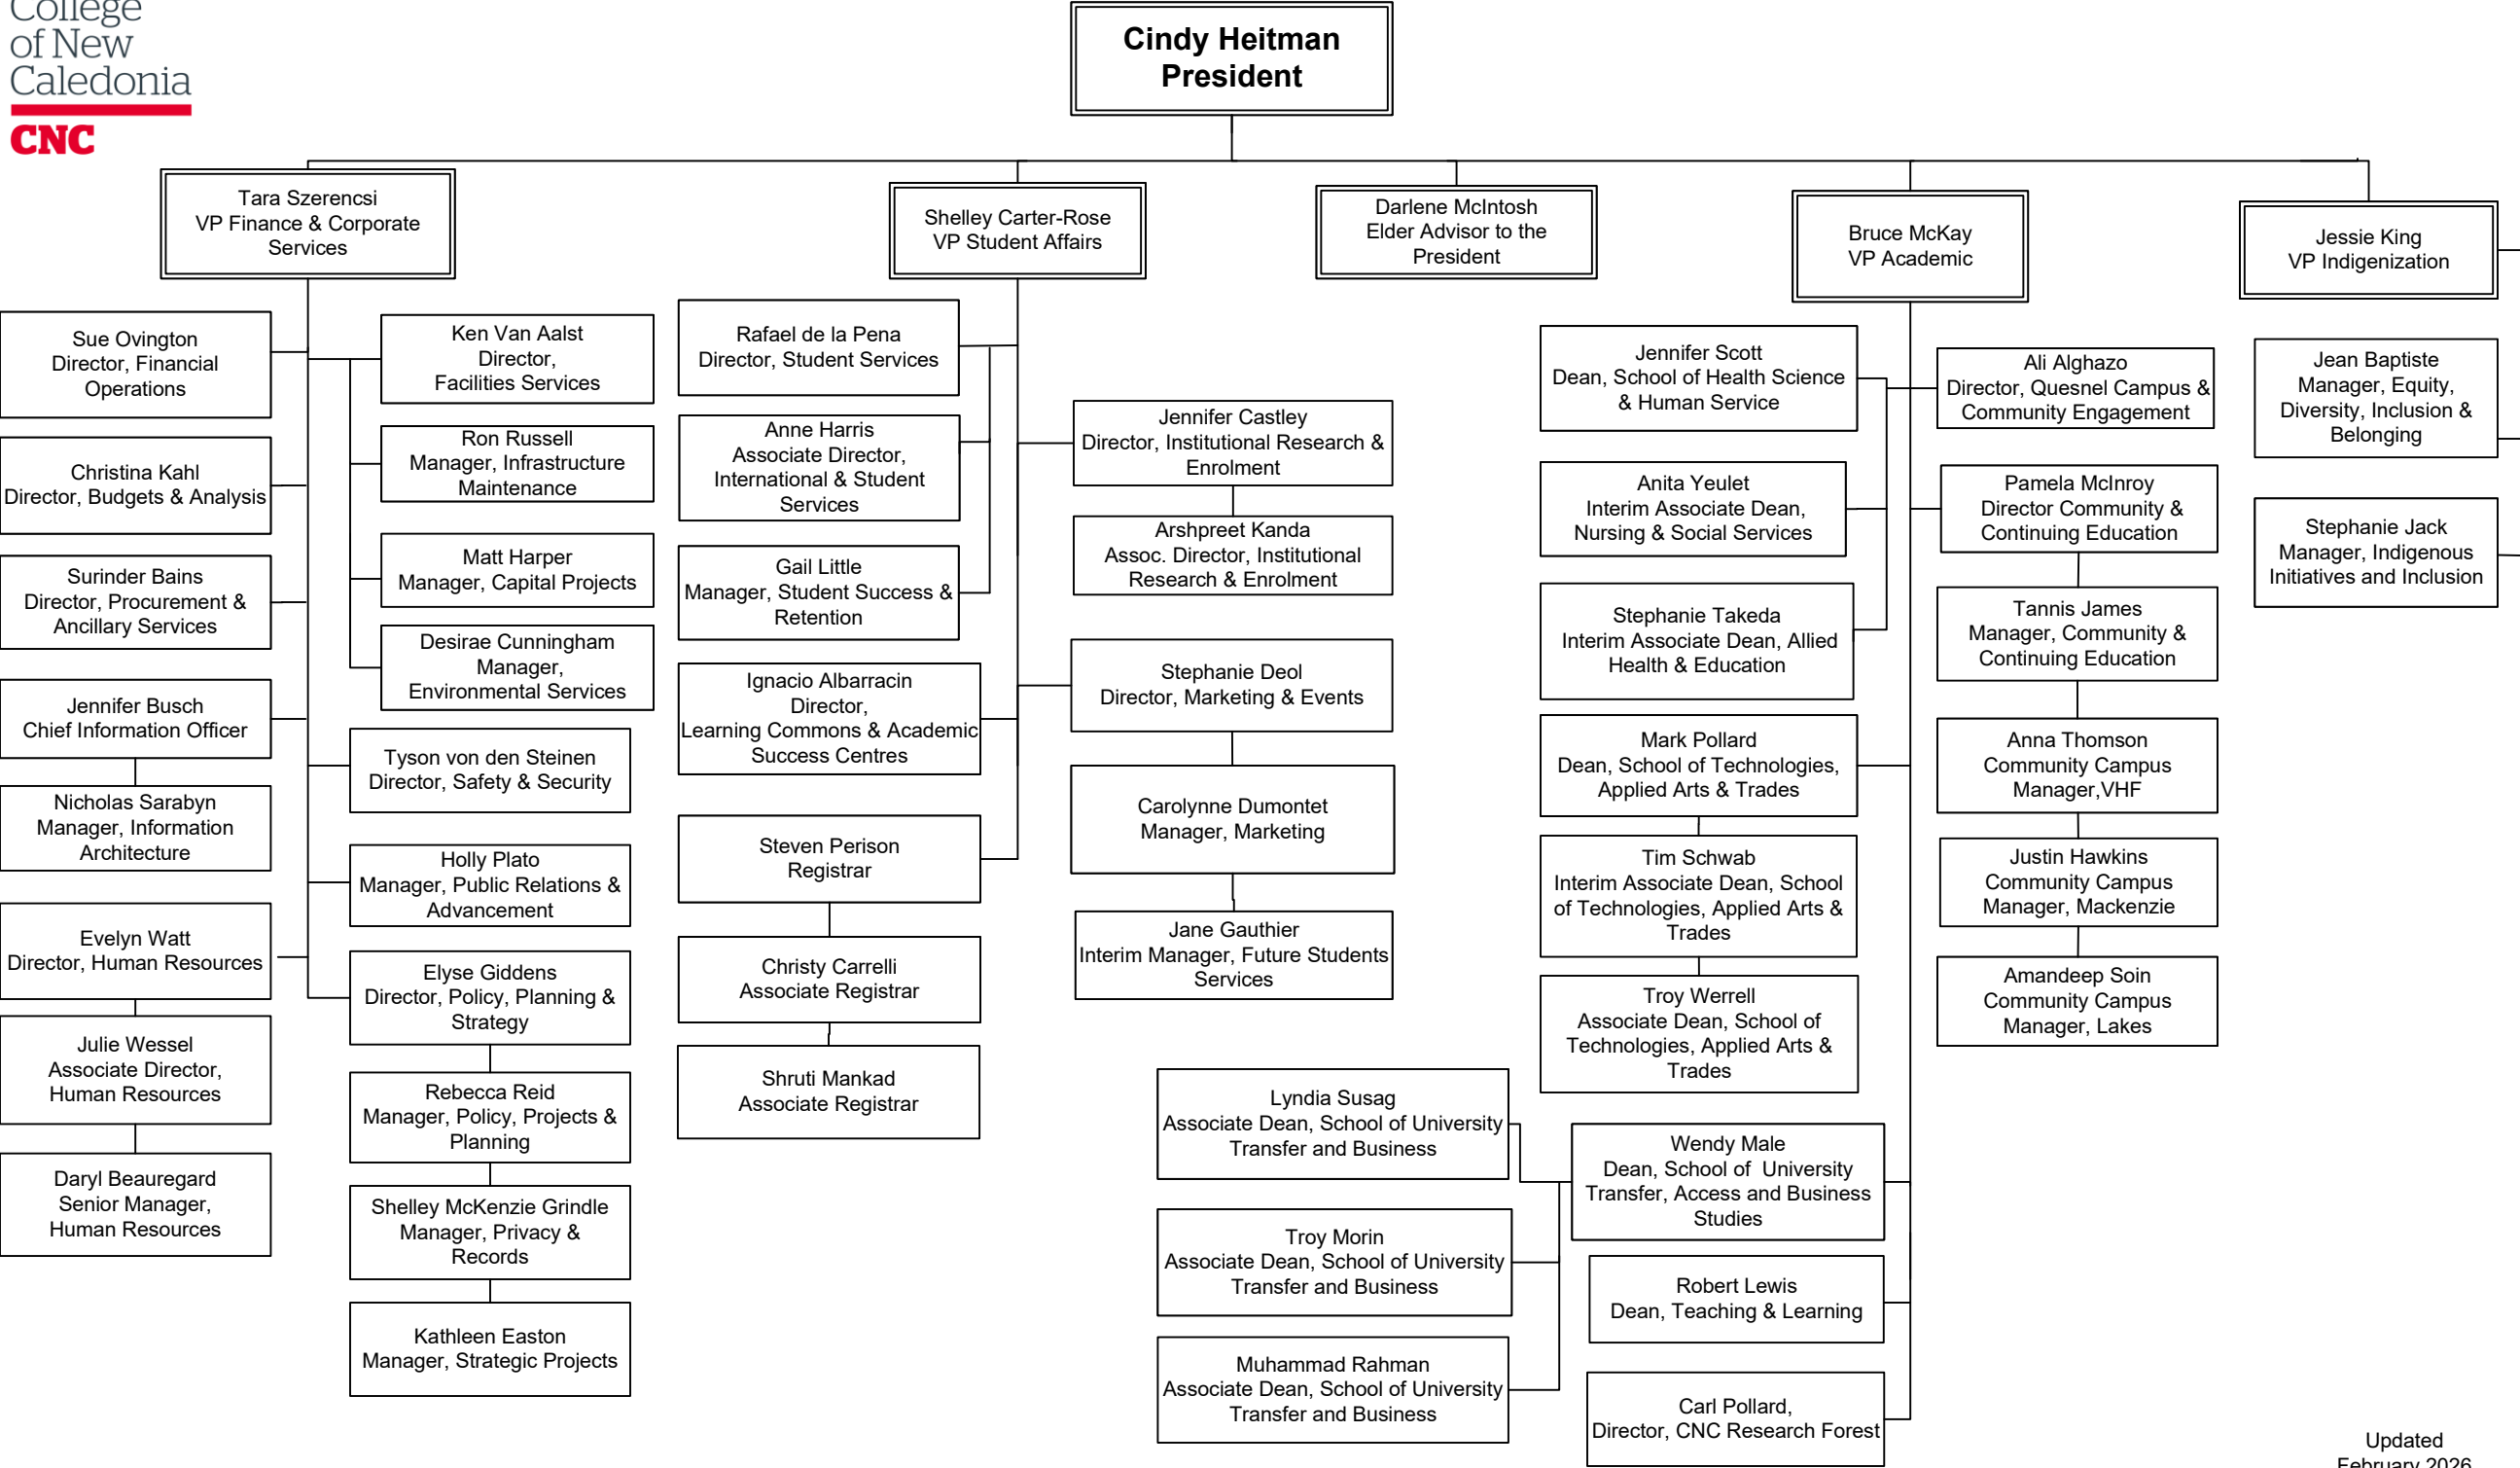 College
of New
Caledonia
CNC
Cindy Heitman
President
Tara Szerencsi
VP Finance & Corporate
Services
Shelley Carter-Rose
VP Student Affairs
Darlene McIntosh
Elder Advisor to the
President
Bruce McKay
VP Academic
Jessie King
VP Indigenization
Sue Ovington
Director, Financial
Operations
Christina Kahl
Director, Budgets & Analysis
Surinder Bains
Director, Procurement &
Ancillary Services
Jennifer Busch
Chief Information Officer
Nicholas Sarabyn
Manager, Information
Architecture
Evelyn Watt
Director, Human Resources
Julie Wessel
Associate Director,
Human Resources
Daryl Beauregard
Senior Manager,
Human Resources
Ken Van Aalst
Director,
Facilities Services
Ron Russell
Manager, Infrastructure
Maintenance
Matt Harper
Manager, Capital Projects
Desirae Cunningham
Manager,
Environmental Services
Tyson von den Steinen
Director, Safety & Security
Holly Plato
Manager, Public Relations &
Advancement
Elyse Giddens
Director, Policy, Planning &
Strategy
Rebecca Reid
Manager, Policy, Projects &
Planning
Shelley McKenzie Grindle
Manager, Privacy &
Records
Kathleen Easton
Manager, Strategic Projects
Rafael de la Pena
Director, Student Services
Anne Harris
Associate Director,
International & Student
Services
Gail Little
Manager, Student Success &
Retention
Ignacio Albarracin
Director,
Learning Commons & Academic
Success Centres
Steven Perison
Registrar
Christy Carrelli
Associate Registrar
Shruti Mankad
Associate Registrar
Jennifer Castley
Director, Institutional Research &
Enrolment
Arshpreet Kanda
Assoc. Director, Institutional
Research & Enrolment
Stephanie Deol
Director, Marketing & Events
Carolynne Dumontet
Manager, Marketing
Jane Gauthier
Interim Manager, Future Students
Services
Jennifer Scott
Dean, School of Health Science
& Human Service
Anita Yeulet
Interim Associate Dean,
Nursing & Social Services
Stephanie Takeda
Interim Associate Dean, Allied
Health & Education
Mark Pollard
Dean, School of Technologies,
Applied Arts & Trades
Tim Schwab
Interim Associate Dean, School
of Technologies, Applied Arts &
Trades
Troy Werrell
Associate Dean, School of
Technologies, Applied Arts &
Trades
Lyndia Susag
Associate Dean, School of University
Transfer and Business
Troy Morin
Associate Dean, School of University
Transfer and Business
Muhammad Rahman
Associate Dean, School of University
Transfer and Business
Wendy Male
Dean, School of University
Transfer, Access and Business
Studies
Robert Lewis
Dean, Teaching & Learning
Carl Pollard,
Director, CNC Research Forest
Ali Alghazo
Director, Quesnel Campus &
Community Engagement
Pamela McInroy
Director Community &
Continuing Education
Tannis James
Manager, Community &
Continuing Education
Anna Thomson
Community Campus
Manager,VHF
Justin Hawkins
Community Campus
Manager, Mackenzie
Amandeep Soin
Community Campus
Manager, Lakes
Jean Baptiste
Manager, Equity,
Diversity, Inclusion &
Belonging
Stephanie Jack
Manager, Indigenous
Initiatives and Inclusion
Updated
February 2026